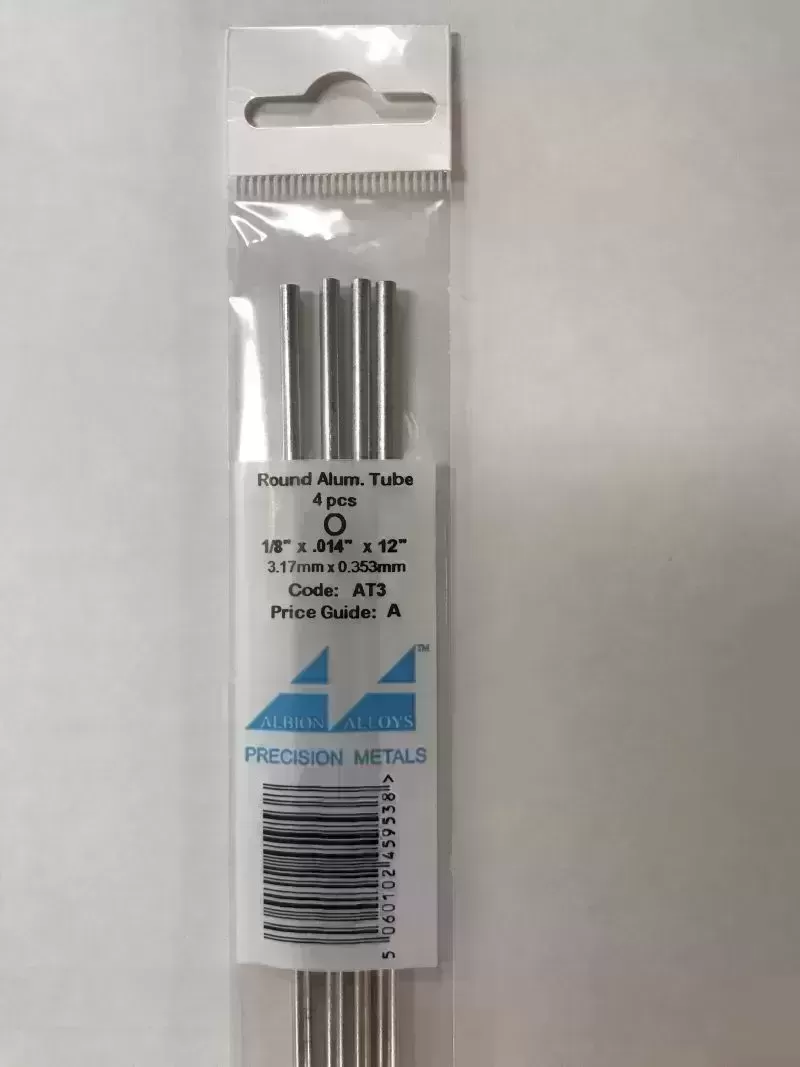 Round Alum. Tube
4 pcs
1/8" x .014" x 12"
3.17mm x 0.353mm
Code: AT3
Price Guide: A
TM
ALBION ALLOYS
PRECISION METALS
5 060102 459538 >